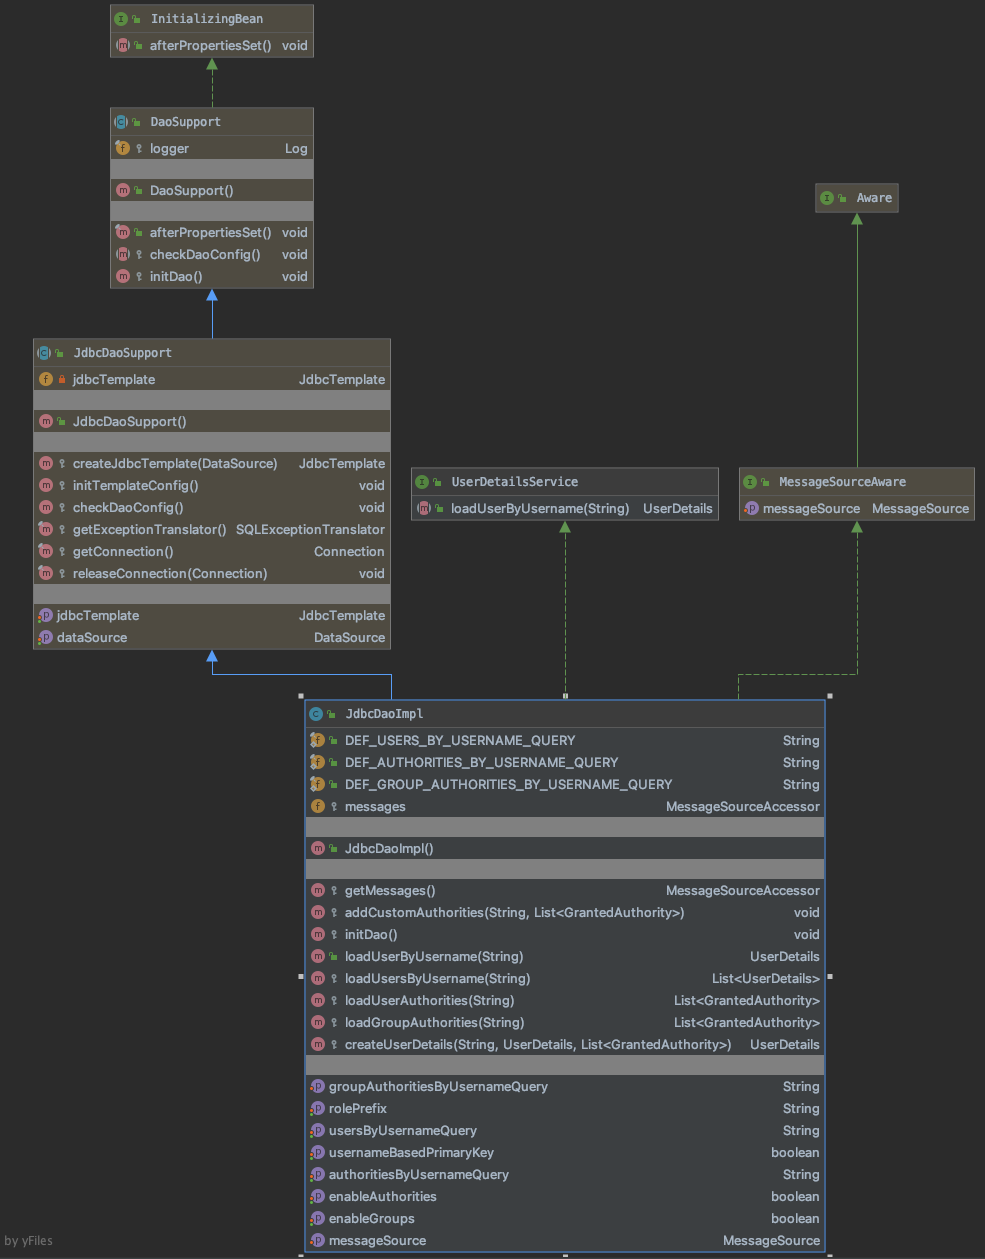 InitializingBean
afterPropertiesSet() void
DaoSupport
logger Log
DaoSupport()
afterPropertiesSet() void
checkDaoConfig() void
initDao() void
Aware
JdbcDaoSupport
jdbcTemplate JdbcTemplate
JdbcDaoSupport()
createJdbcTemplate(DataSource) JdbcTemplate
initTemplateConfig() void
checkDaoConfig() void
getExceptionTranslator() SQLExceptionTranslator
getConnection() Connection
releaseConnection(Connection) void
jdbcTemplate JdbcTemplate
dataSource DataSource
UserDetailsService
loadUserByUsername(String) UserDetails
MessageSourceAware
messageSource MessageSource
JdbcDaoImpl
DEF_USERS_BY_USERNAME_QUERY String
DEF_AUTHORITIES_BY_USERNAME_QUERY String
DEF_GROUP_AUTHORITIES_BY_USERNAME_QUERY String
messages MessageSourceAccessor
JdbcDaoImpl()
getMessages() MessageSourceAccessor
addCustomAuthorities(String, List<GrantedAuthority>) void
initDao() void
loadUserByUsername(String) UserDetails
loadUsersByUsername(String) List<UserDetails>
loadUserAuthorities(String) List<GrantedAuthority>
loadGroupAuthorities(String) List<GrantedAuthority>
createUserDetails(String, UserDetails, List<GrantedAuthority>) UserDetails
groupAuthoritiesByUsernameQuery String
rolePrefix String
usersByUsernameQuery String
usernameBasedPrimaryKey boolean
authoritiesByUsernameQuery String
enableAuthorities boolean
enableGroups boolean
messageSource MessageSource
by yFiles